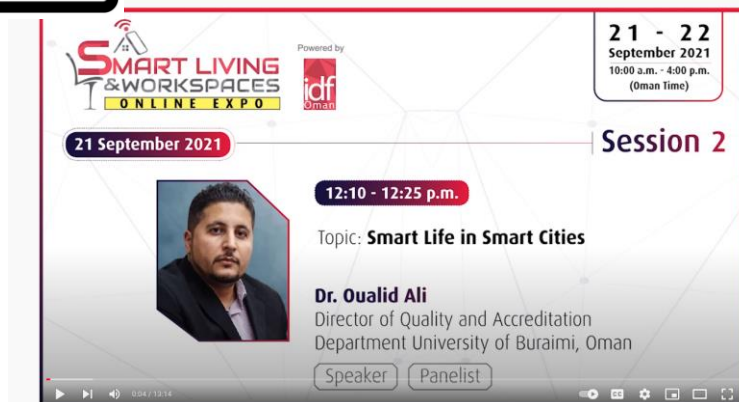 SMART LIVING
&WORKSPACES
ONLINE EXPO
Powered by
idf
Oman
21 - 22
September 2021
10:00 a.m. - 4:00 p.m.
(Oman Time)
21 September 2021
Session 2
12:10 - 12:25 p.m.
Topic: Smart Life in Smart Cities
Dr. Oualid Ali
Director of Quality and Accreditation
Department University of Buraimi, Oman
Speaker Panelist
0:04 / 13:14
CC